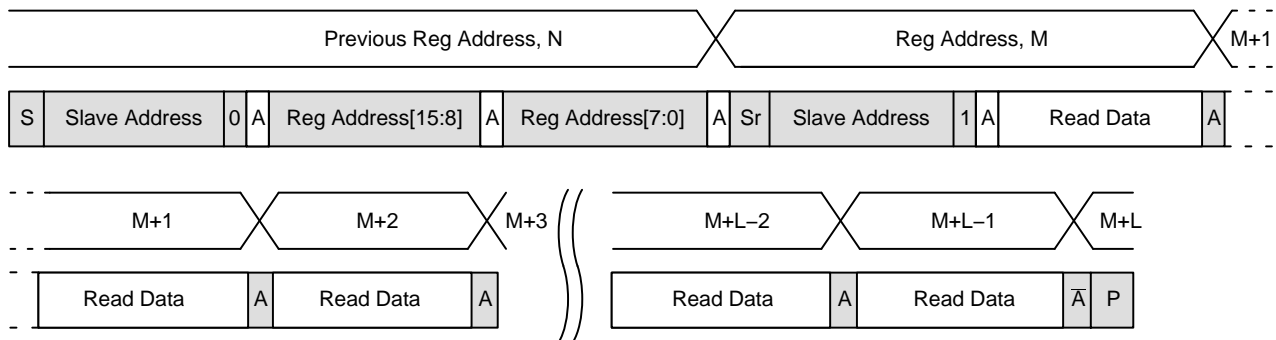 Previous Reg Address, N Reg Address, M M+1
S Slave Address 0 A Reg Address[15:8] A Reg Address[7:0] A Sr Slave Address 1 A Read Data A
M+1 M+2 M+3 M+L−2 M+L−1 M+L
Read Data A Read Data A Read Data A Read Data A̅ P